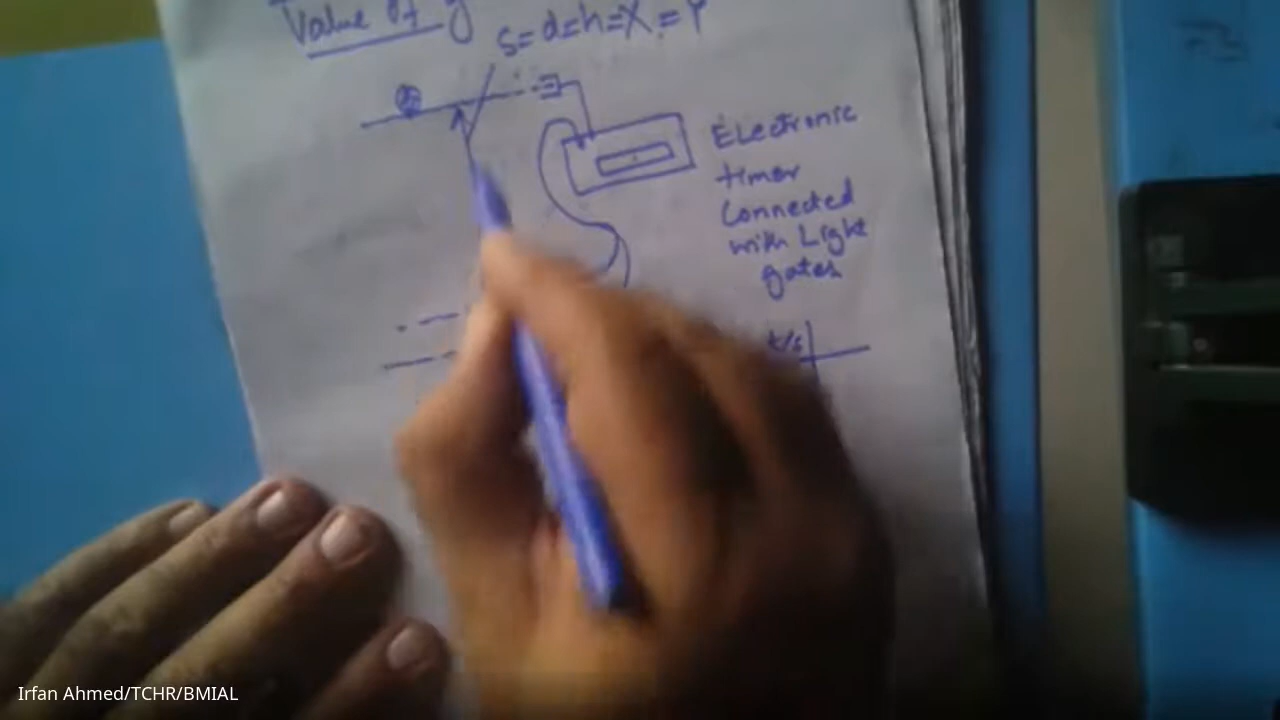 Value of g
s=d=h=X=Y
Electronic
timer
Connected
with Light
gates
t/s
Irfan Ahmed/TCHR/BMIAL